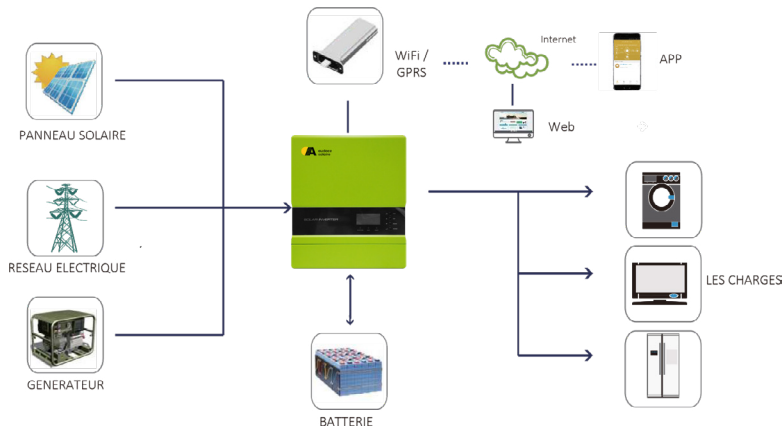 WiFi /
GPRS
Internet
APP
Web
PANNEAU SOLAIRE
RESEAU ELECTRIQUE
LES CHARGES
GENERATEUR
BATTERIE